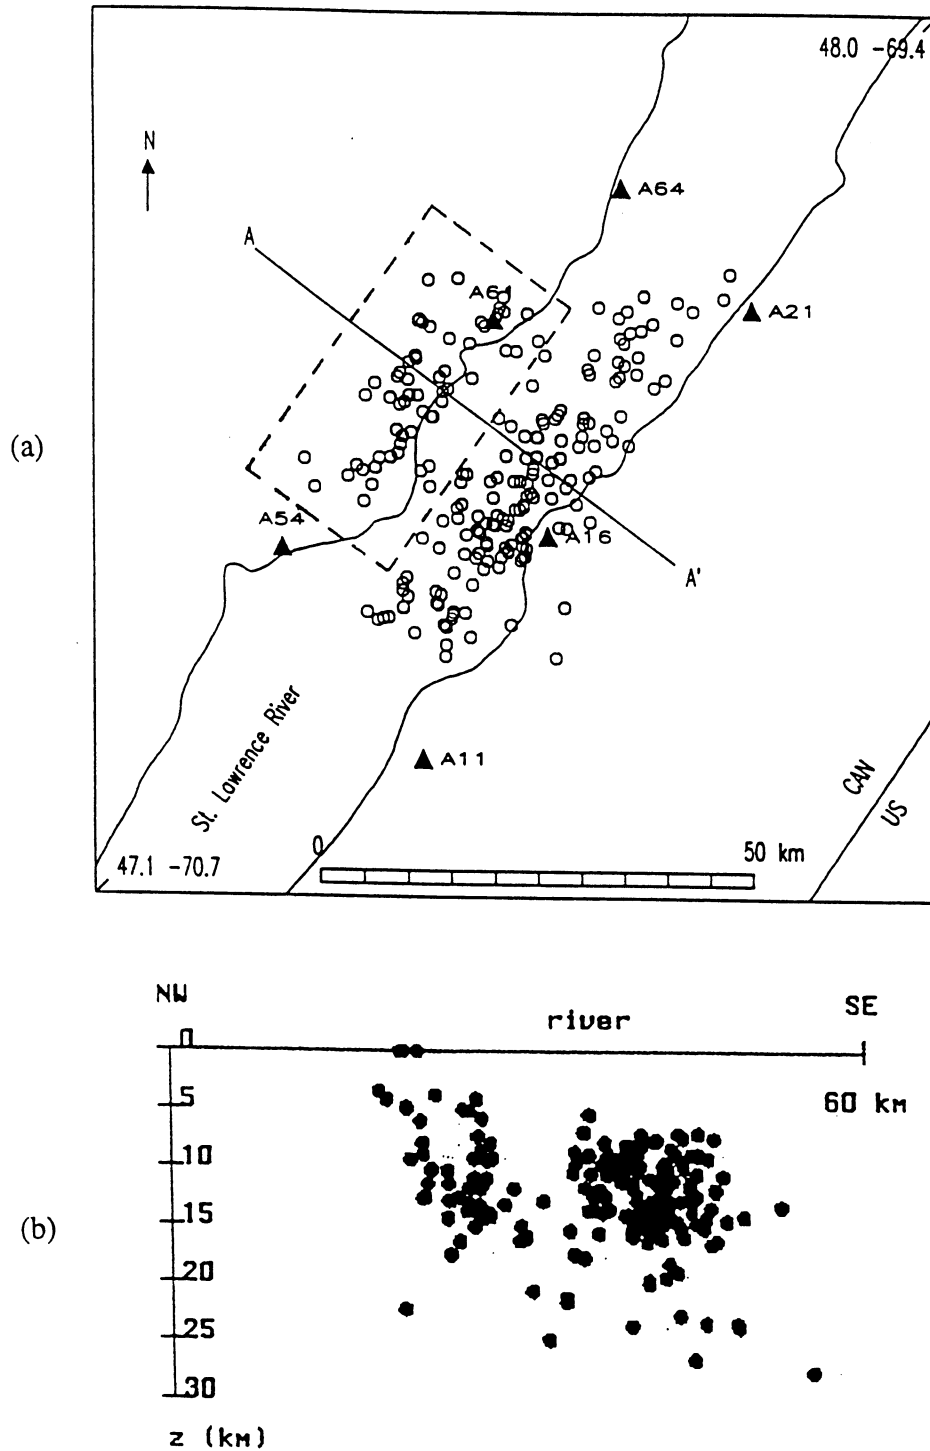 48.0 -69.4
N
A64
A
A61
A21
(a)
A54
A16
A'
St. Lawrence River
A11
CAN
US
0
50 km
47.1 -70.7
NW
SE
river
0
5
60 km
10
15
(b)
20
25
30
z (km)